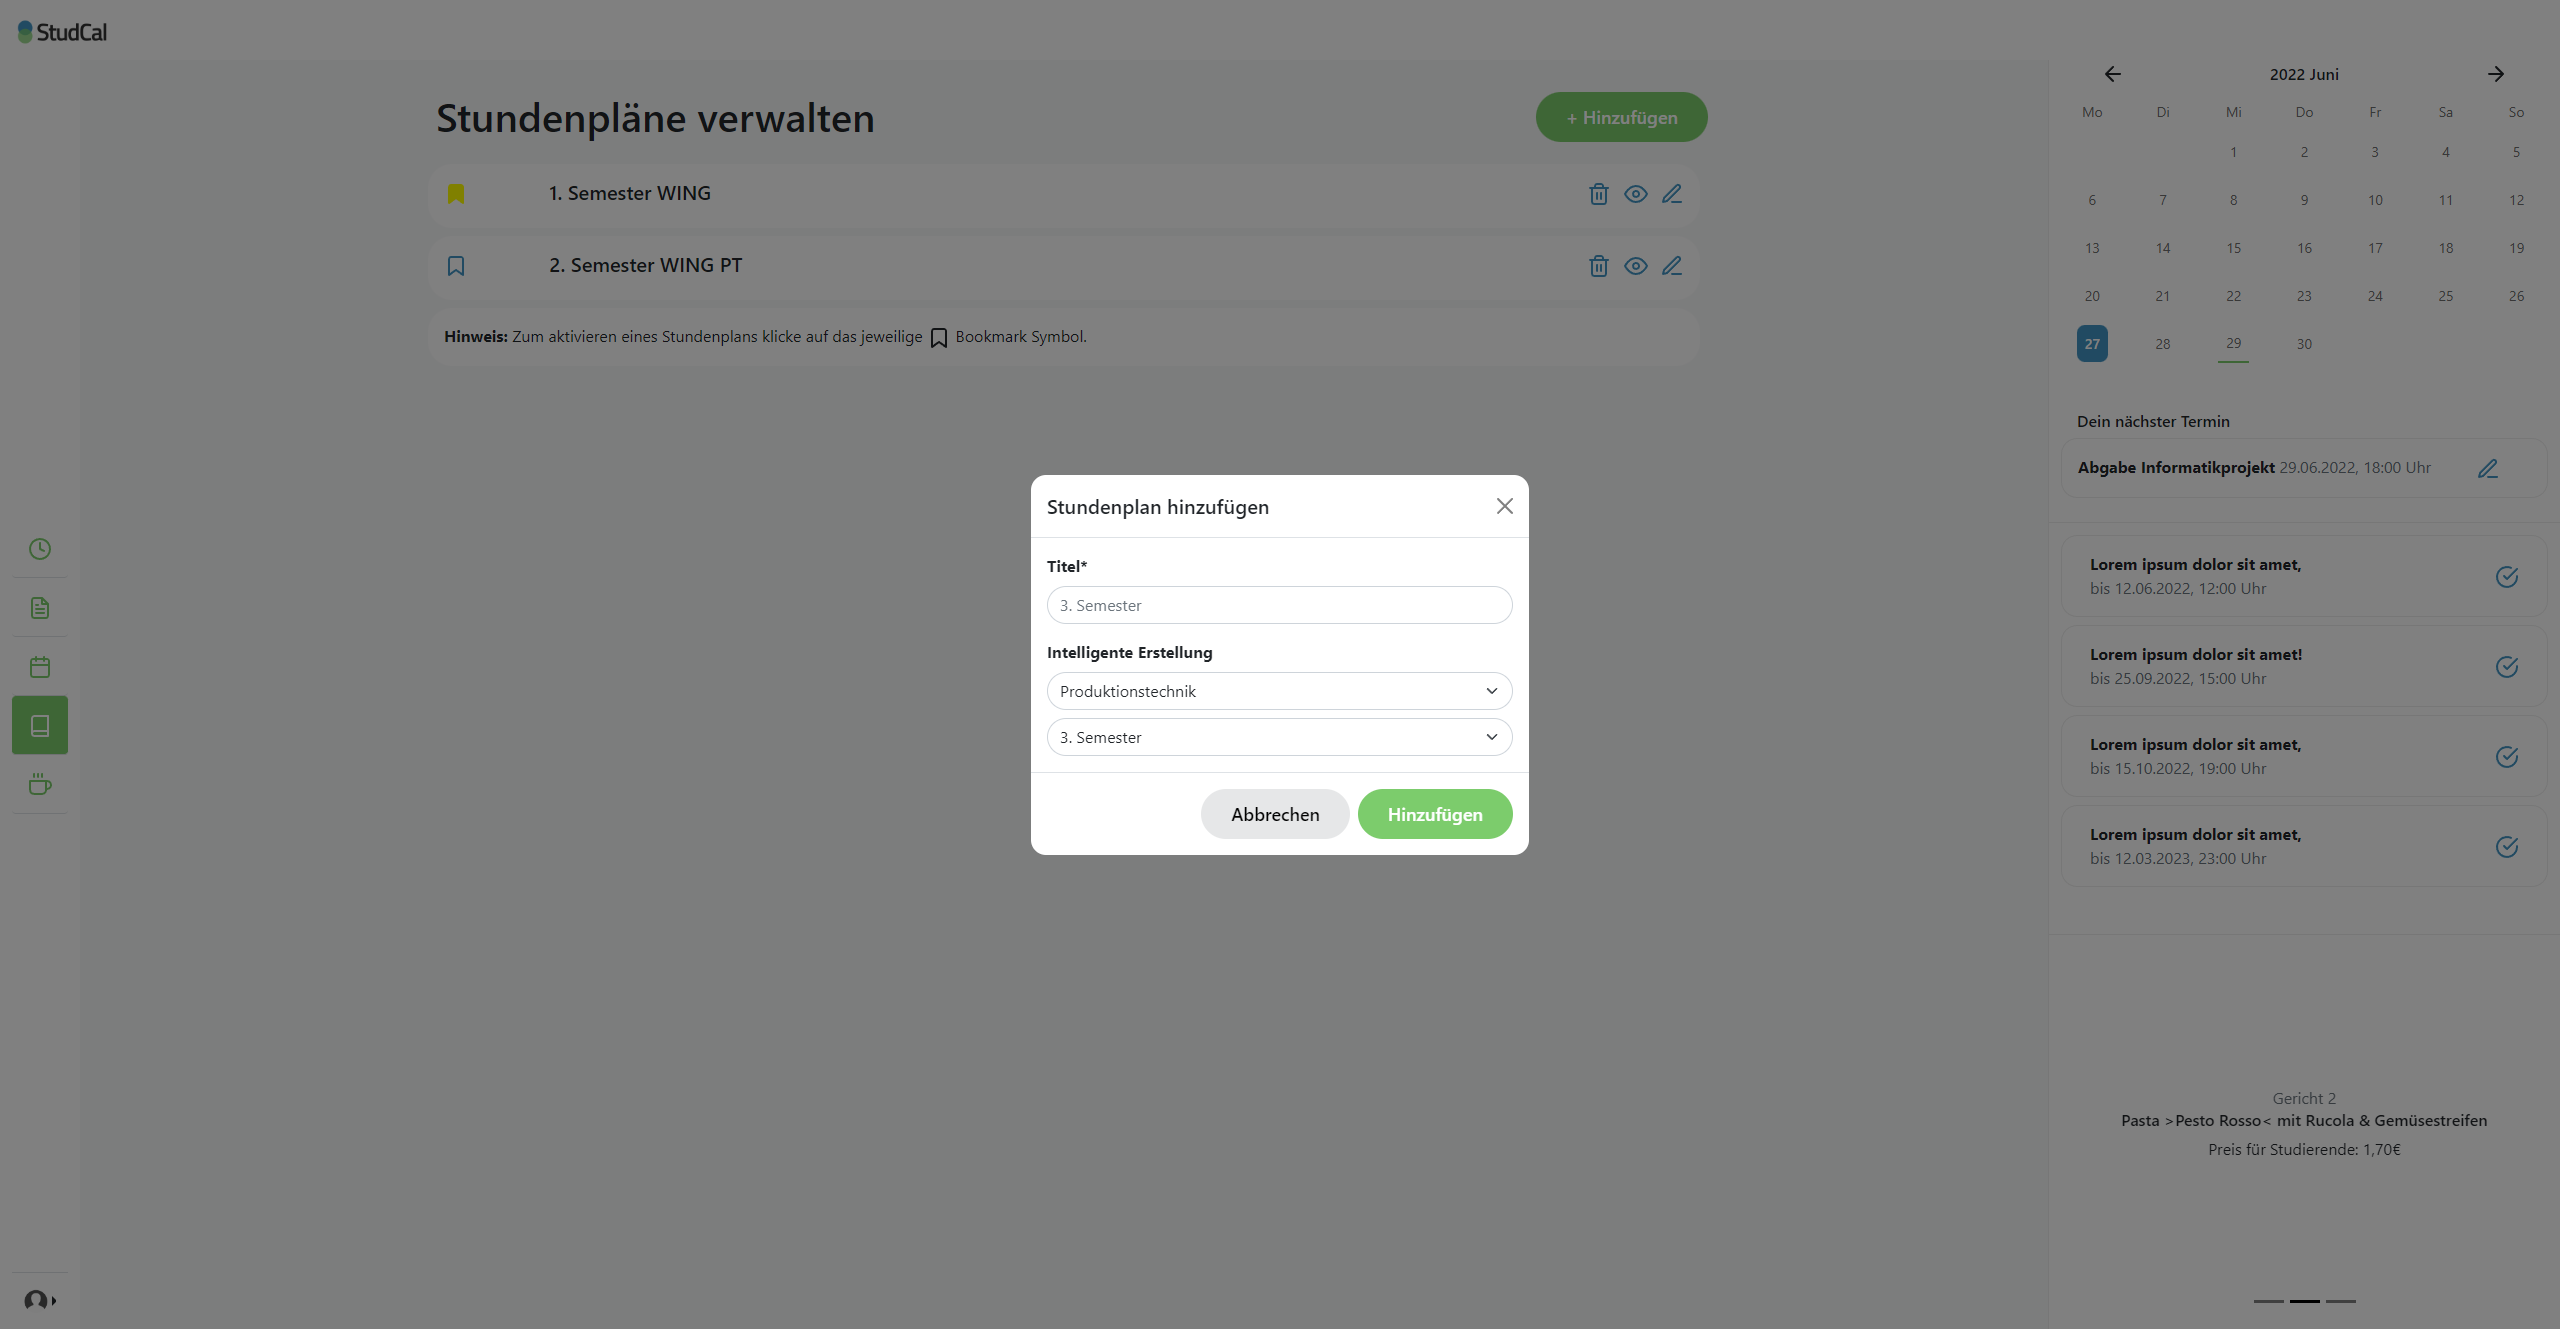 StudCal
Stundenpläne verwalten
+ Hinzufügen
1. Semester WING
2. Semester WING PT
Hinweis: Zum aktivieren eines Stundenplans klicke auf das jeweilige Bookmark Symbol.
Stundenplan hinzufügen
Titel*
3. Semester
Intelligente Erstellung
Produktionstechnik
3. Semester
Abbrechen
Hinzufügen
2022 Juni
Mo Di Mi Do Fr Sa So
1 2 3 4 5
6 7 8 9 10 11 12
13 14 15 16 17 18 19
20 21 22 23 24 25 26
27 28 29 30
Dein nächster Termin
Abgabe Informatikprojekt 29.06.2022, 18:00 Uhr
Lorem ipsum dolor sit amet,
bis 12.06.2022, 12:00 Uhr
Lorem ipsum dolor sit amet!
bis 25.09.2022, 15:00 Uhr
Lorem ipsum dolor sit amet,
bis 15.10.2022, 19:00 Uhr
Lorem ipsum dolor sit amet,
bis 12.03.2023, 23:00 Uhr
Gericht 2
Pasta >Pesto Rosso< mit Rucola & Gemüsestreifen
Preis für Studierende: 1,70€